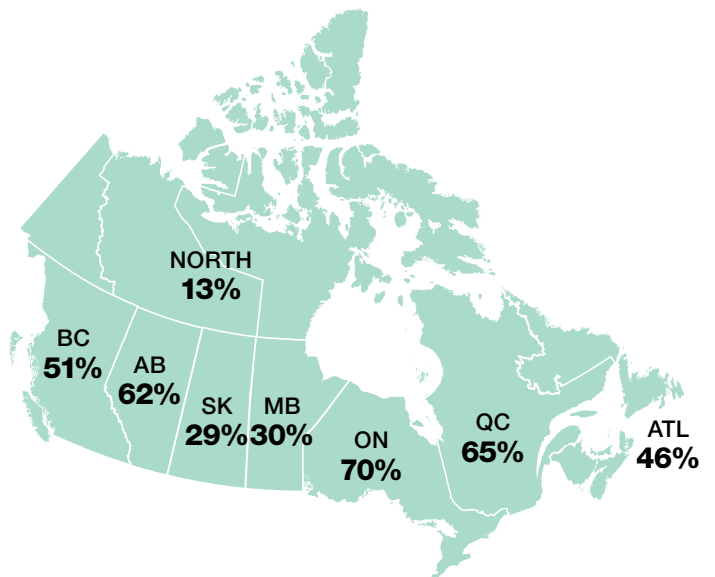 NORTH
13%
BC
51%
AB
62%
SK
29%
MB
30%
ON
70%
QC
65%
ATL
46%